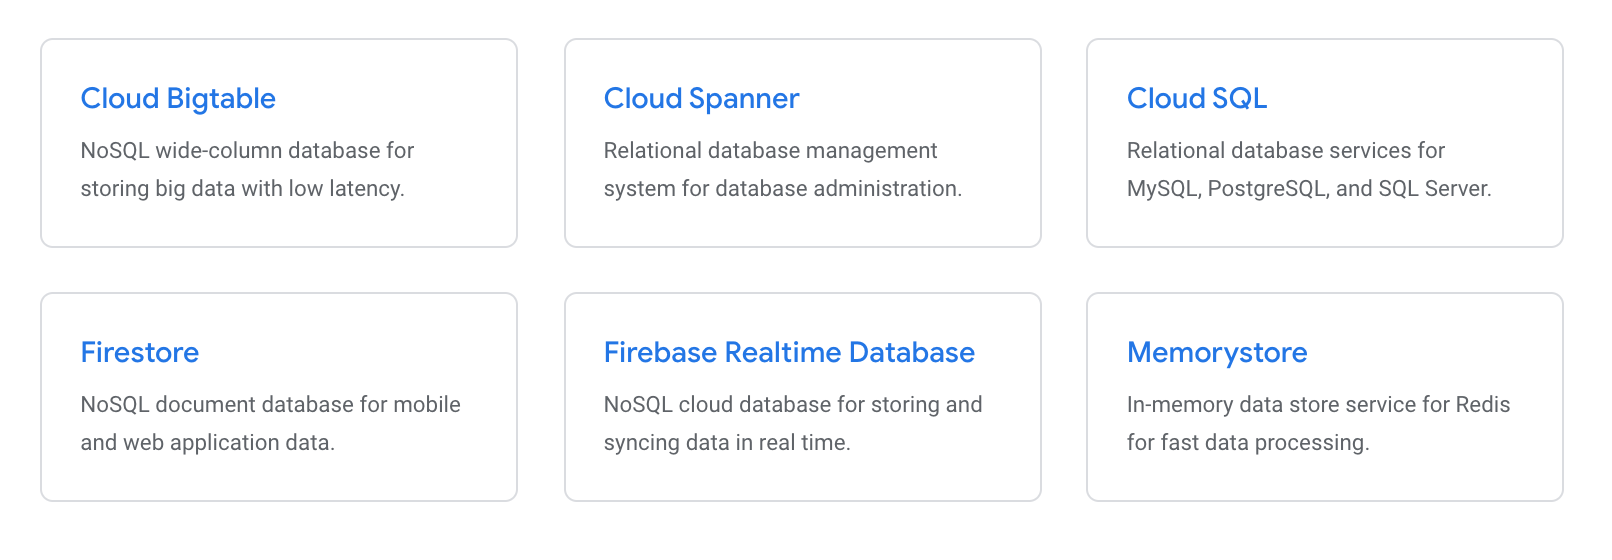 Cloud Bigtable
NoSQL wide-column database for
storing big data with low latency.
Cloud Spanner
Relational database management
system for database administration.
Cloud SQL
Relational database services for
MySQL, PostgreSQL, and SQL Server.
Firestore
NoSQL document database for mobile
and web application data.
Firebase Realtime Database
NoSQL cloud database for storing and
syncing data in real time.
Memorystore
In-memory data store service for Redis
for fast data processing.